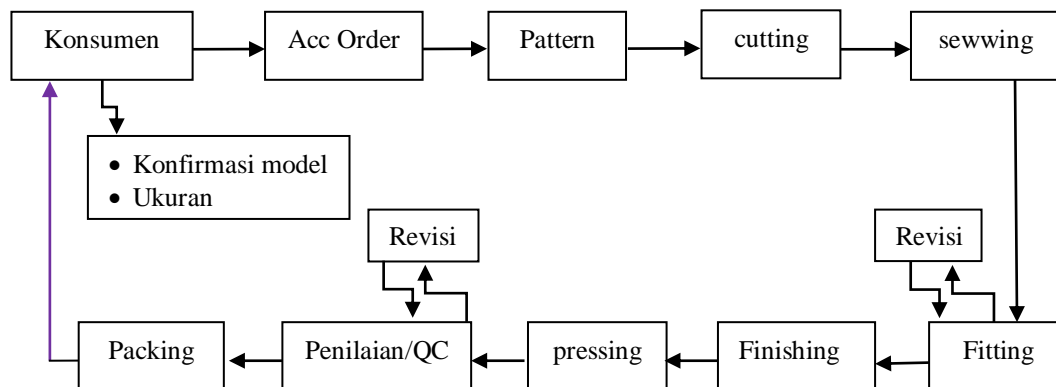 Konsumen
Acc Order
Pattern
cutting
sewwing
• Konfirmasi model
• Ukuran
Revisi
Revisi
Packing
Penilaian/QC
pressing
Finishing
Fitting